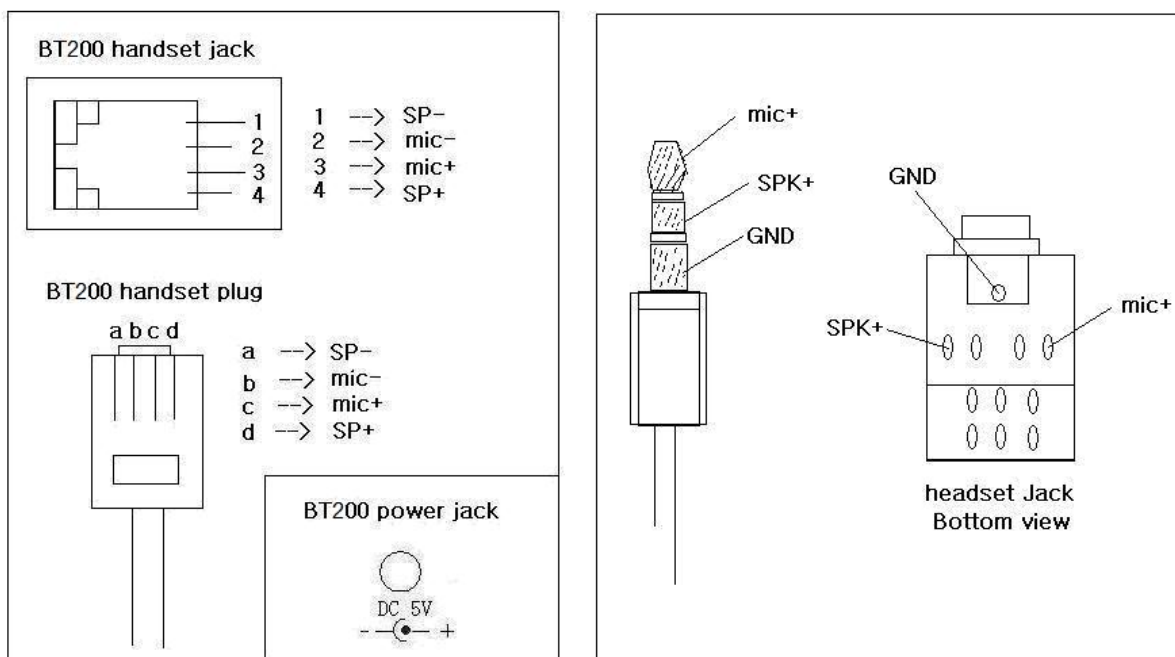 BT200 handset jack
1
2
3
4
1 --> SP-
2 --> mic-
3 --> mic+
4 --> SP+
BT200 handset plug
a b c d
a --> SP-
b --> mic-
c --> mic+
d --> SP+
BT200 power jack
DC 5V
- +
mic+
SPK+
GND
GND
SPK+
mic+
headset Jack
Bottom view